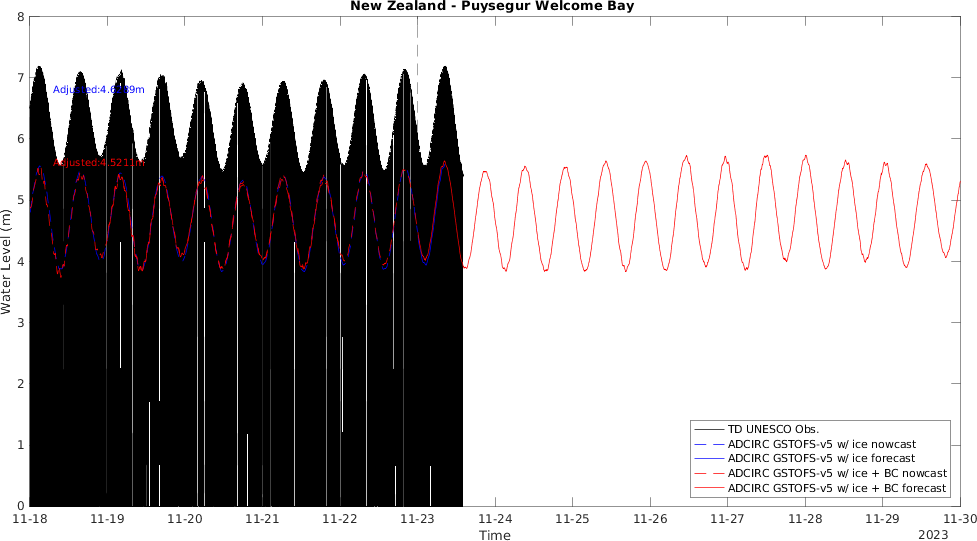 New Zealand - Puysegur Welcome Bay
8
7
6
5
4
3
2
1
0
Water Level (m)
Adjusted:4.5211m
TD UNESCO Obs.
ADCIRC GSTOFS-v5 w/ ice nowcast
ADCIRC GSTOFS-v5 w/ ice forecast
ADCIRC GSTOFS-v5 w/ ice + BC nowcast
ADCIRC GSTOFS-v5 w/ ice + BC forecast
11-18 11-19 11-20 11-21 11-22 11-23 11-24 11-25 11-26 11-27 11-28 11-29 11-30
Time
2023